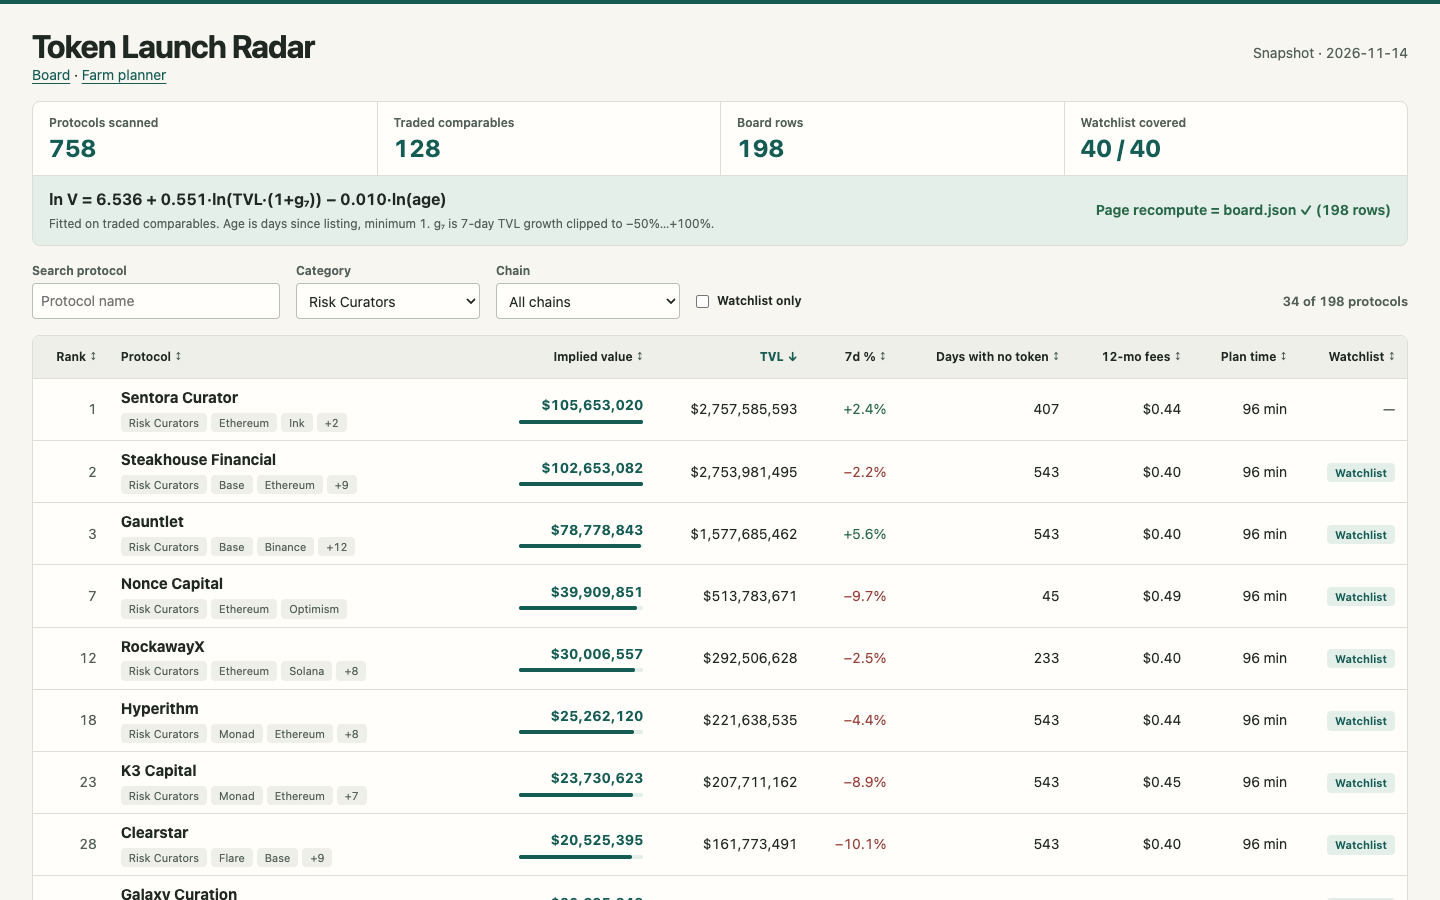 Token Launch Radar
Board · Farm planner
Snapshot · 2026-11-14
Protocols scanned
758
Traded comparables
128
Board rows
198
Watchlist covered
40 / 40
ln V = 6.536 + 0.551·ln(TVL·(1+g₇)) − 0.010·ln(age)
Fitted on traded comparables. Age is days since listing, minimum 1. g₇ is 7-day TVL growth clipped to −50%…+100%.
Page recompute = board.json ✓ (198 rows)
Search protocol
Protocol name
Category
Risk Curators
Chain
All chains
Watchlist only
34 of 198 protocols
Rank ↕ Protocol ↕ Implied value ↕ TVL ↓ 7d % ↕ Days with no token ↕ 12-mo fees ↕ Plan time ↕ Watchlist ↕
1 Sentora Curator $105,653,020 $2,757,585,593 +2.4% 407 $0.44 96 min —
Risk Curators Ethereum Ink +2
2 Steakhouse Financial $102,653,082 $2,753,981,495 −2.2% 543 $0.40 96 min Watchlist
Risk Curators Base Ethereum +9
3 Gauntlet $78,778,843 $1,577,685,462 +5.6% 543 $0.40 96 min Watchlist
Risk Curators Base Binance +12
7 Nonce Capital $39,909,851 $513,783,671 −9.7% 45 $0.49 96 min Watchlist
Risk Curators Ethereum Optimism
12 RockawayX $30,006,557 $292,506,628 −2.5% 233 $0.40 96 min Watchlist
Risk Curators Ethereum Solana +8
18 Hyperithm $25,262,120 $221,638,535 −4.4% 543 $0.44 96 min Watchlist
Risk Curators Monad Ethereum +8
23 K3 Capital $23,730,623 $207,711,162 −8.9% 543 $0.45 96 min Watchlist
Risk Curators Monad Ethereum +7
28 Clearstar $20,525,395 $161,773,491 −10.1% 543 $0.40 96 min Watchlist
Risk Curators Flare Base +9
Galaxy Curation